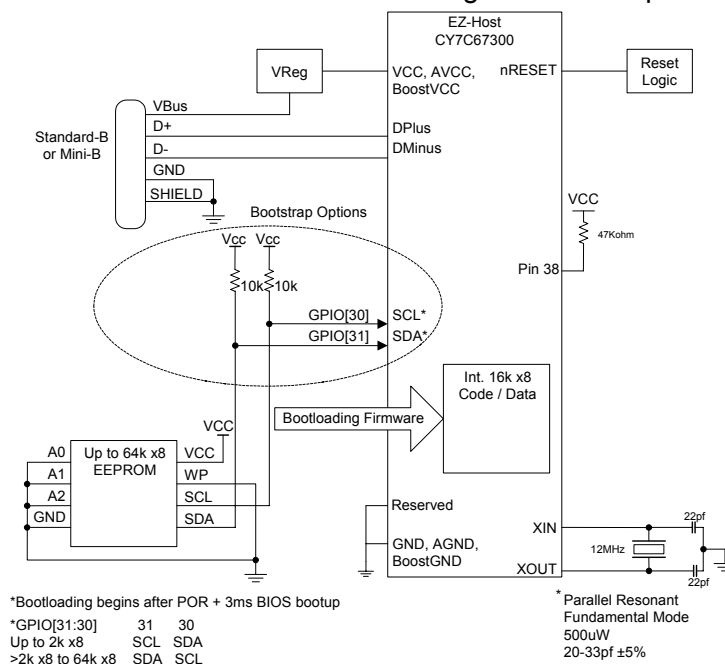 EZ-Host
CY7C67300
VReg
VCC, AVCC,
BoostVCC
nRESET
Reset
Logic
VBus
D+
D-
GND
SHIELD
Standard-B
or Mini-B
DPlus
DMinus
VCC
47Kohm
Pin 38
Bootstrap Options
Vcc Vcc
10k 10k
GPIO[30] SCL*
GPIO[31] SDA*
Int. 16k x8
Code / Data
Bootloading Firmware
VCC
A0
A1
A2
GND
Up to 64k x8
EEPROM
VCC
WP
SCL
SDA
Reserved
GND, AGND,
BoostGND
XIN
XOUT
22pf
12MHz
22pf
*Bootloading begins after POR + 3ms BIOS bootup
*GPIO[31:30] 31 30
Up to 2k x8 SCL SDA
>2k x8 to 64k x8 SDA SCL
* Parallel Resonant
Fundamental Mode
500uW
20-33pf ±5%